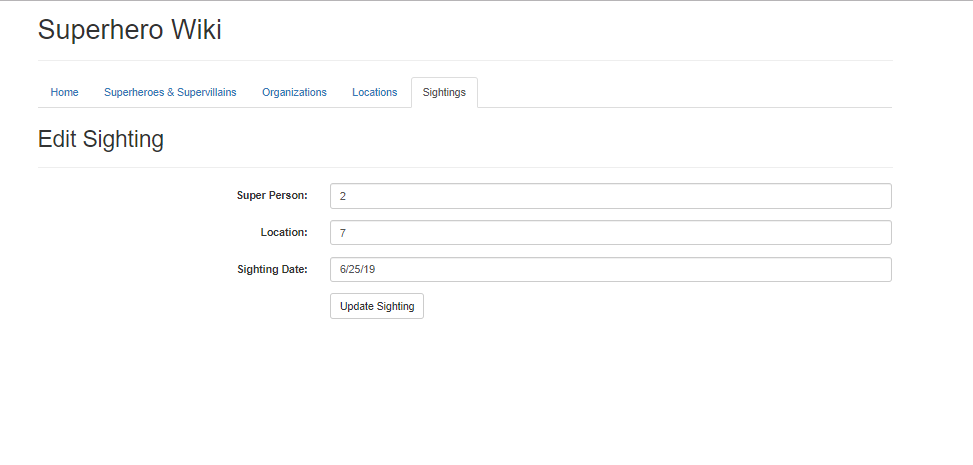 Superhero Wiki
Home Superheroes & Supervillains Organizations Locations Sightings
Edit Sighting
Super Person: 2
Location: 7
Sighting Date: 6/25/19
Update Sighting